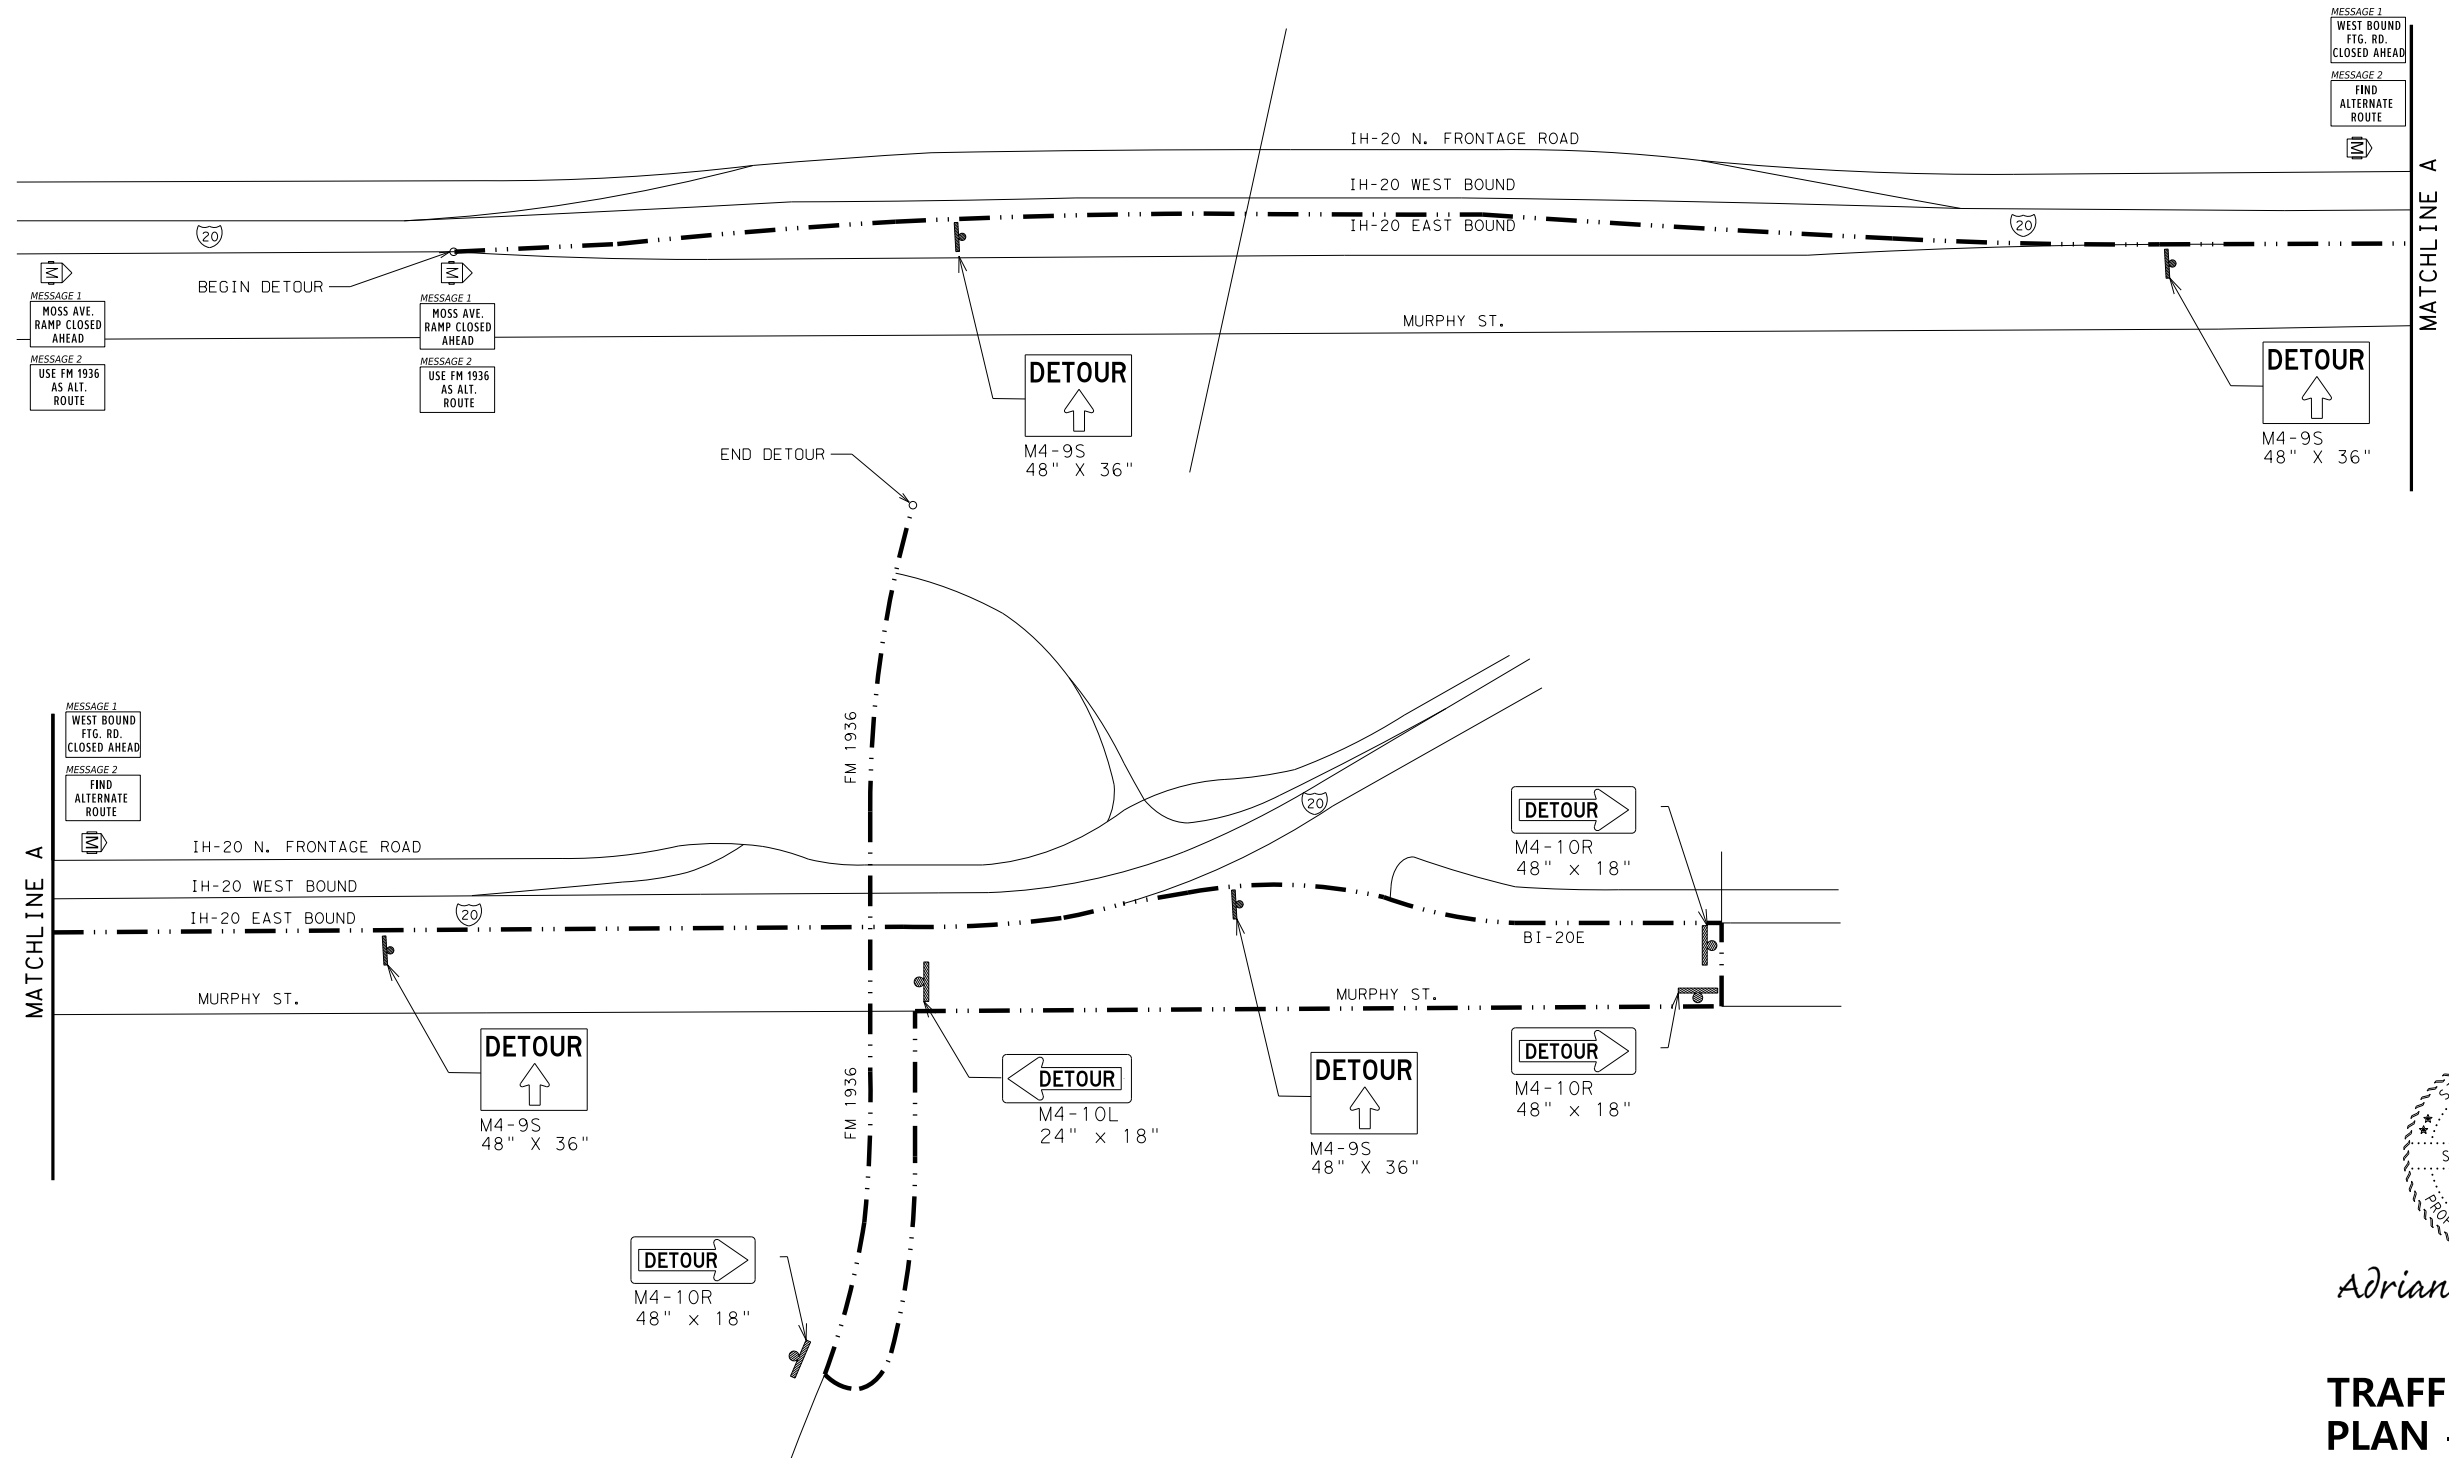 MESSAGE 1
WEST BOUND
FTG. RD.
CLOSED AHEAD
MESSAGE 2
FIND
ALTERNATE
ROUTE
M
MATCHLINE A
IH-20 N. FRONTAGE ROAD
IH-20 WEST BOUND
IH-20 EAST BOUND
20
20
BEGIN DETOUR
M
MESSAGE 1
MOSS AVE.
RAMP CLOSED
AHEAD
MESSAGE 2
USE FM 1936
AS ALT.
ROUTE
M
MESSAGE 1
MOSS AVE.
RAMP CLOSED
AHEAD
MESSAGE 2
USE FM 1936
AS ALT.
ROUTE
MURPHY ST.
DETOUR
M4-9S
48" X 36"
DETOUR
M4-9S
48" X 36"
END DETOUR
FM 1936
MESSAGE 1
WEST BOUND
FTG. RD.
CLOSED AHEAD
MESSAGE 2
FIND
ALTERNATE
ROUTE
M
MATCHLINE A
IH-20 N. FRONTAGE ROAD
IH-20 WEST BOUND
IH-20 EAST BOUND
20
20
DETOUR
M4-10R
48" x 18"
BI-20E
MURPHY ST.
MURPHY ST.
DETOUR
M4-9S
48" X 36"
FM 1936
DETOUR
M4-10L
24" x 18"
DETOUR
M4-9S
48" X 36"
DETOUR
M4-10R
48" x 18"
DETOUR
M4-10R
48" x 18"
Adrian
TRAFF
PLAN -